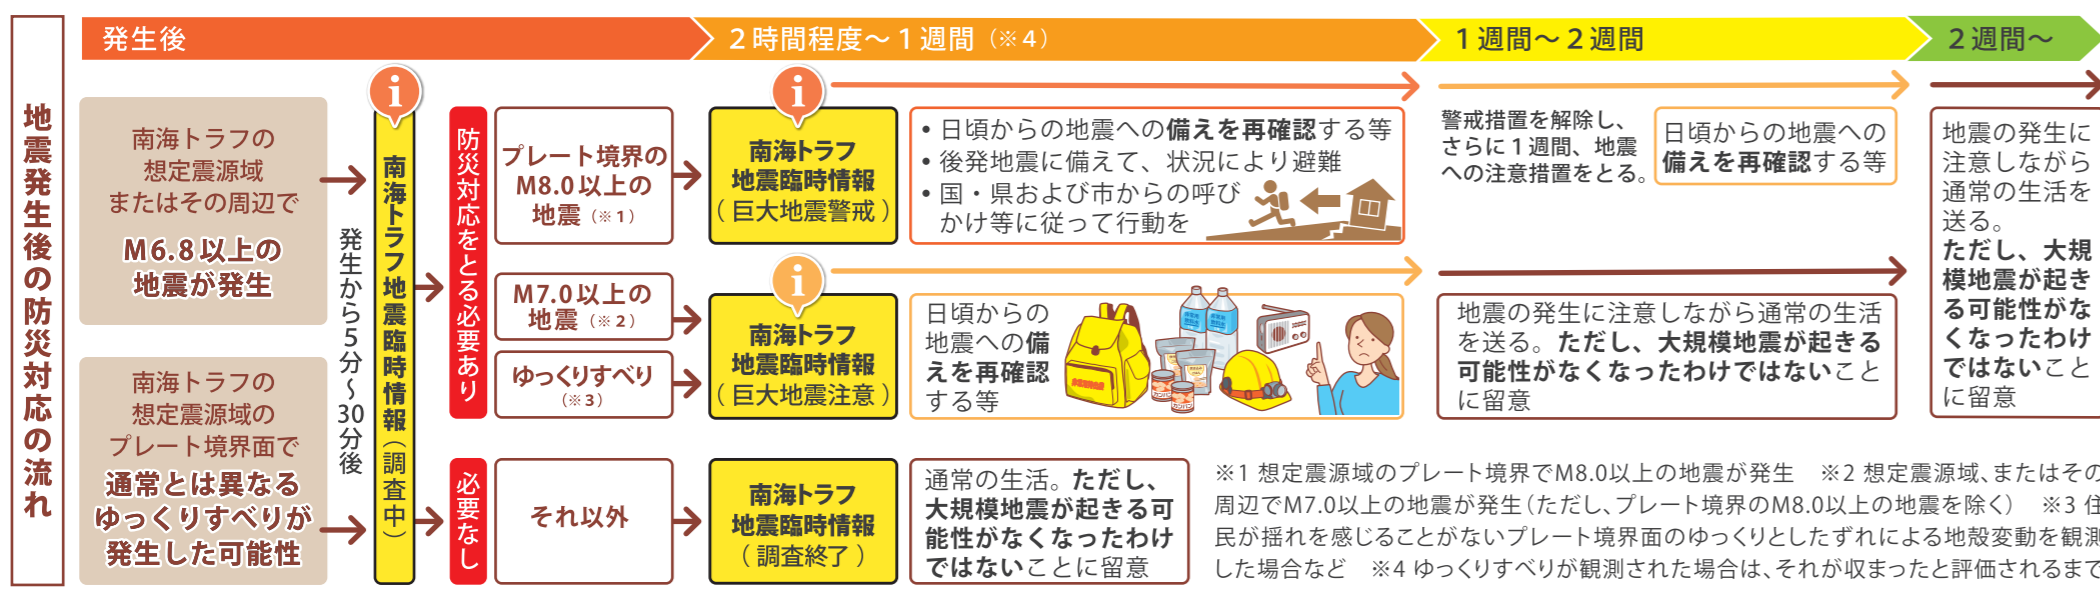 地震発生後の防災対応の流れ
発生後
2時間程度～1週間（※4）
1週間～2週間
2週間～
南海トラフの
想定震源域
またはその周辺で
M6.8以上の
地震が発生
南海トラフの
想定震源域の
プレート境界面で
通常とは異なる
ゆっくりすべりが
発生した可能性
発生から5分～30分後
南海トラフ地震臨時情報（調査中）
防災対応をとる必要あり
プレート境界の
M8.0以上の
地震（※1）
M7.0以上の
地震（※2）
ゆっくりすべり
（※3）
必要なし
それ以外
南海トラフ
地震臨時情報
（巨大地震警戒）
•日頃からの地震への備えを再確認する等
•後発地震に備えて、状況により避難
•国・県および市からの呼び
かけ等に従って行動を
警戒措置を解除し、
さらに1週間、地震
への注意措置をとる。
日頃からの地震への
備えを再確認する等
地震の発生に
注意しながら
通常の生活を
送る。
ただし、大規
模地震が起き
る可能性がな
くなったわけ
ではないこと
に留意
南海トラフ
地震臨時情報
（巨大地震注意）
日頃からの
地震への備
えを再確認
する等
地震の発生に注意しながら通常の生活
を送る。ただし、大規模地震が起きる
可能性がなくなったわけではないこと
に留意
南海トラフ
地震臨時情報
（調査終了）
通常の生活。ただし、
大規模地震が起きる可
能性がなくなったわけ
ではないことに留意
※1 想定震源域のプレート境界でM8.0以上の地震が発生　※2 想定震源域、またはその
周辺でM7.0以上の地震が発生（ただし、プレート境界のM8.0以上の地震を除く）　※3 住
民が揺れを感じることがないプレート境界面のゆっくりとしたずれによる地殻変動を観測
した場合など　※4 ゆっくりすべりが観測された場合は、それが収まったと評価されるまで